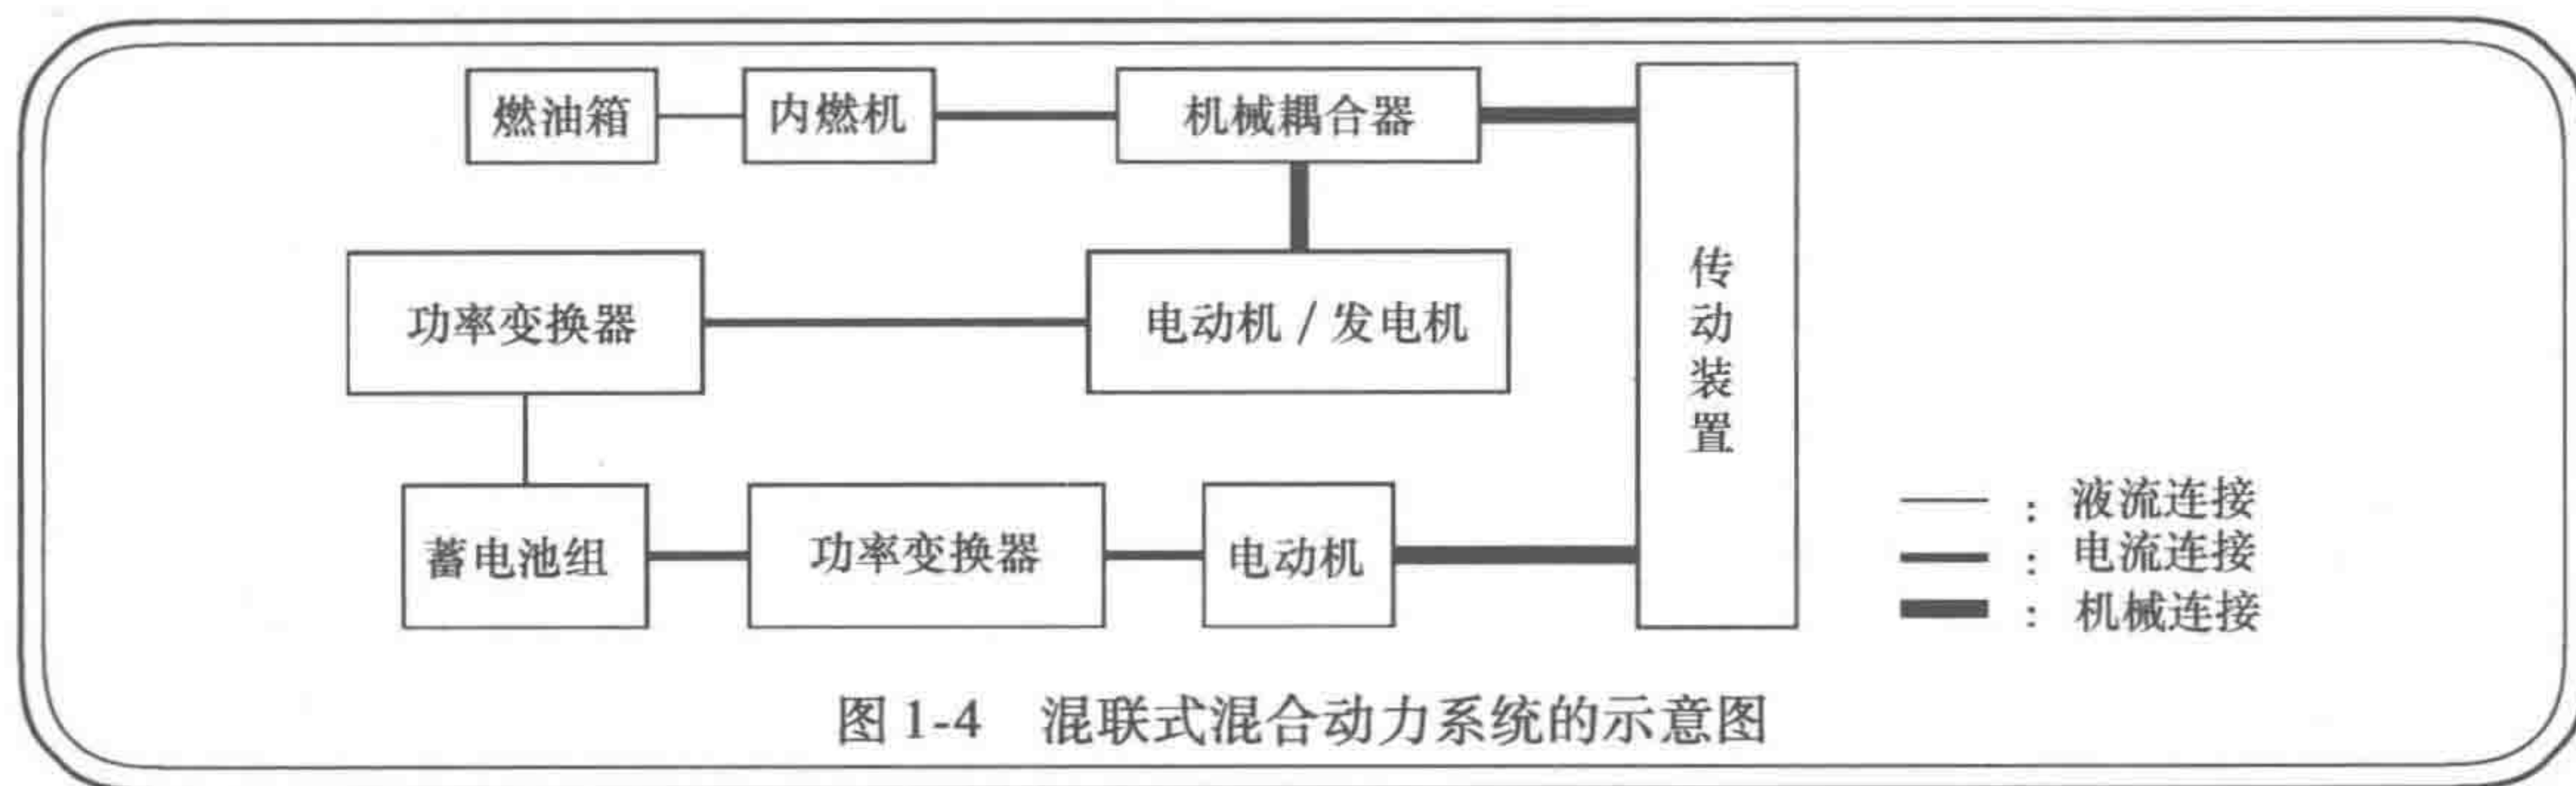 燃油箱
内燃机
机械耦合器
功率变换器
电动机 / 发电机
传动装置
蓄电池组
功率变换器
电动机
：液流连接
：电流连接
：机械连接
图 1-4 混联式混合动力系统的示意图